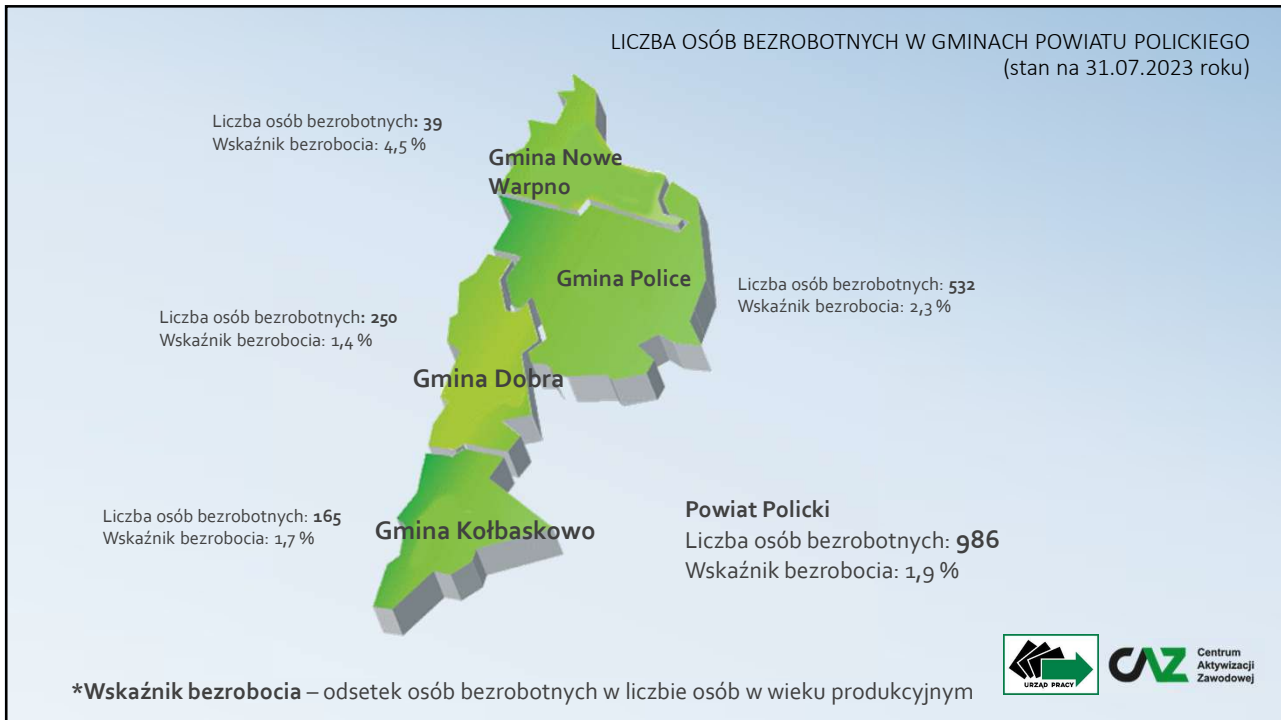 LICZBA OSÓB BEZROBOTNYCH W GMINACH POWIATU POLICKIEGO
(stan na 31.07.2023 roku)
Liczba osób bezrobotnych: 39
Wskaźnik bezrobocia: 4,5 %
Gmina Nowe
Warpno
Gmina Police
Liczba osób bezrobotnych: 532
Wskaźnik bezrobocia: 2,3 %
Liczba osób bezrobotnych: 250
Wskaźnik bezrobocia: 1,4 %
Gmina Dobra
Liczba osób bezrobotnych: 165
Wskaźnik bezrobocia: 1,7 %
Gmina Kołbaskowo
Powiat Policki
Liczba osób bezrobotnych: 986
Wskaźnik bezrobocia: 1,9 %
URZĄD PRACY
CAZ
Centrum
Aktywizacji
Zawodowej
*Wskaźnik bezrobocia – odsetek osób bezrobotnych w liczbie osób w wieku produkcyjnym